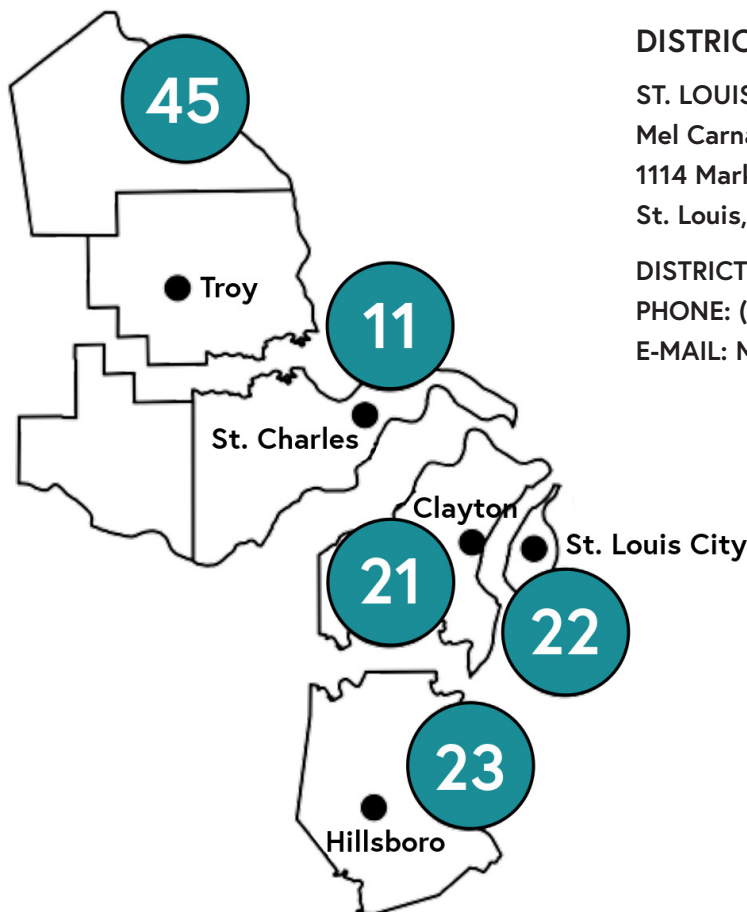 45
DISTRIC
ST. LOUIS
Mel Carna
1114 Mark
St. Louis,
DISTRICT
PHONE: (
E-MAIL: N
Troy
11
St. Charles
Clayton
St. Louis City
21
22
23
Hillsboro